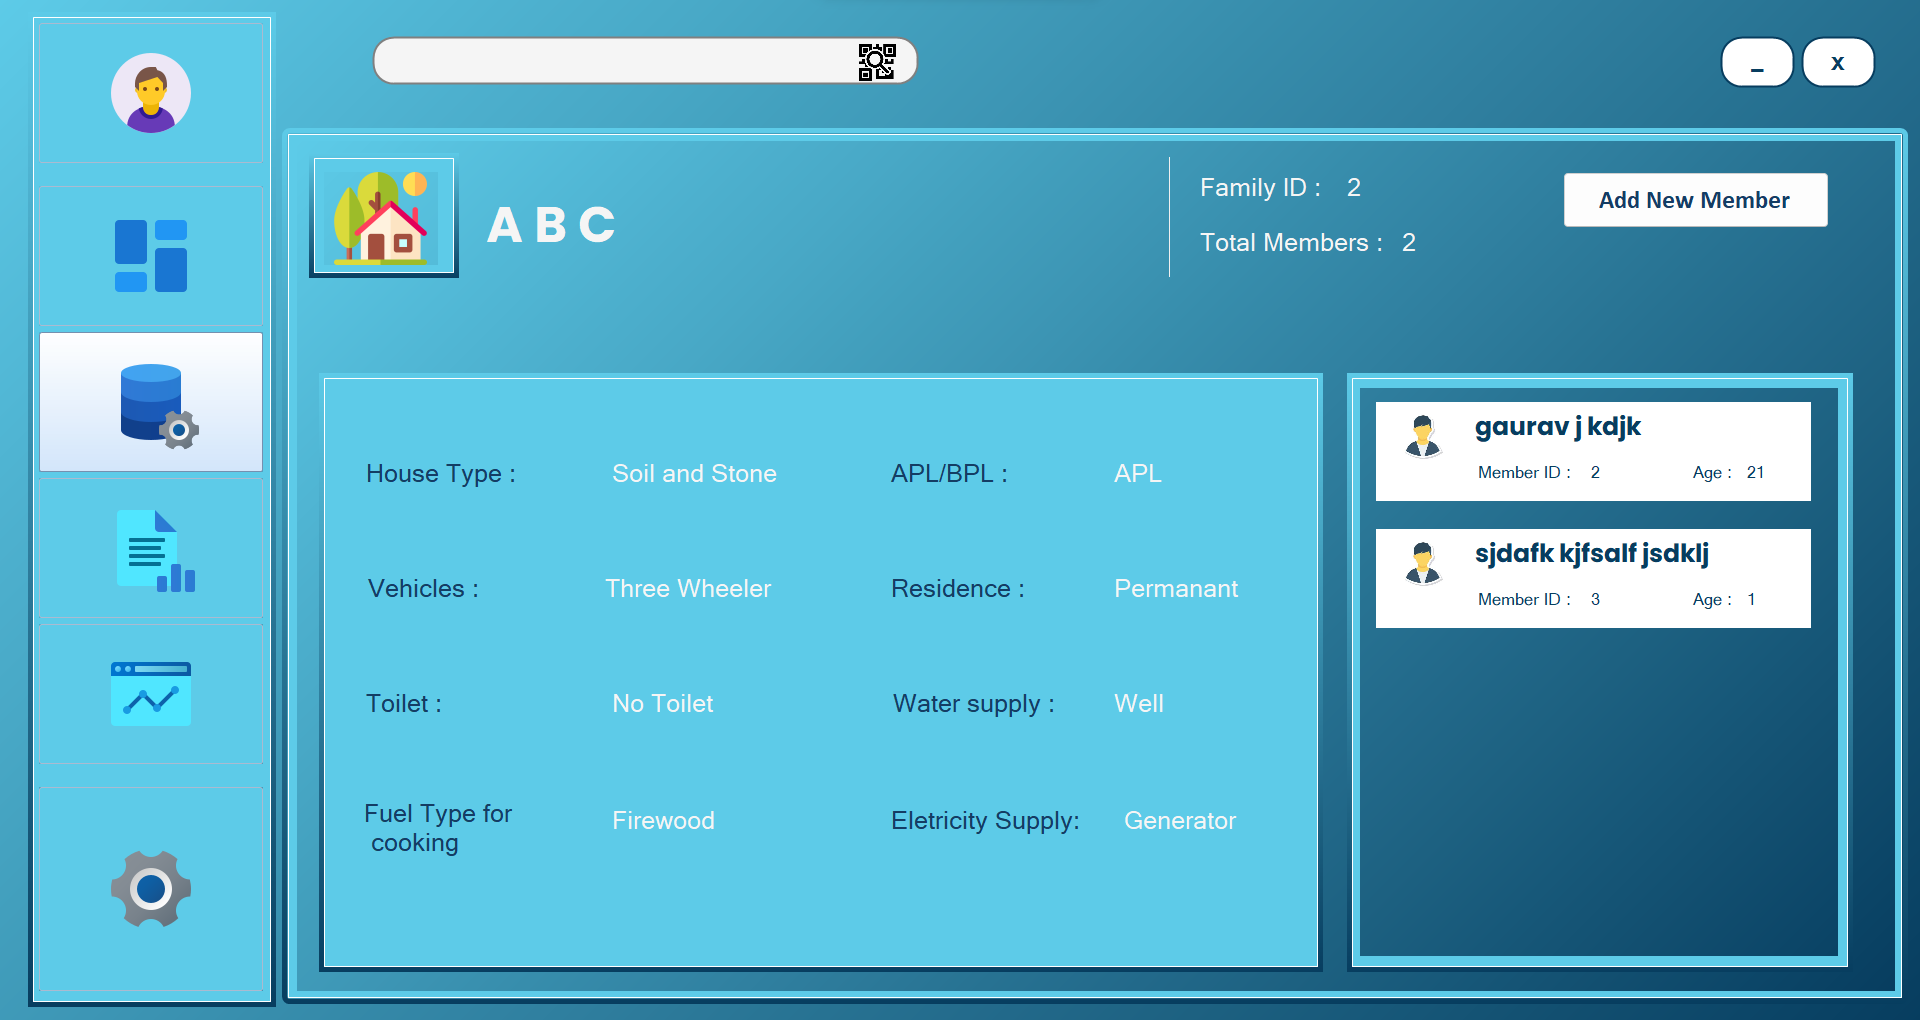 _
x
A B C
Family ID : 2
Total Members : 2
Add New Member
House Type : Soil and Stone APL/BPL : APL
Vehicles : Three Wheeler Residence : Permanant
Toilet : No Toilet Water supply : Well
Fuel Type for
cooking
Firewood Eletricity Supply: Generator
gaurav j kdjk
Member ID : 2 Age : 21
sjdafk kjfsalf jsdklj
Member ID : 3 Age : 1